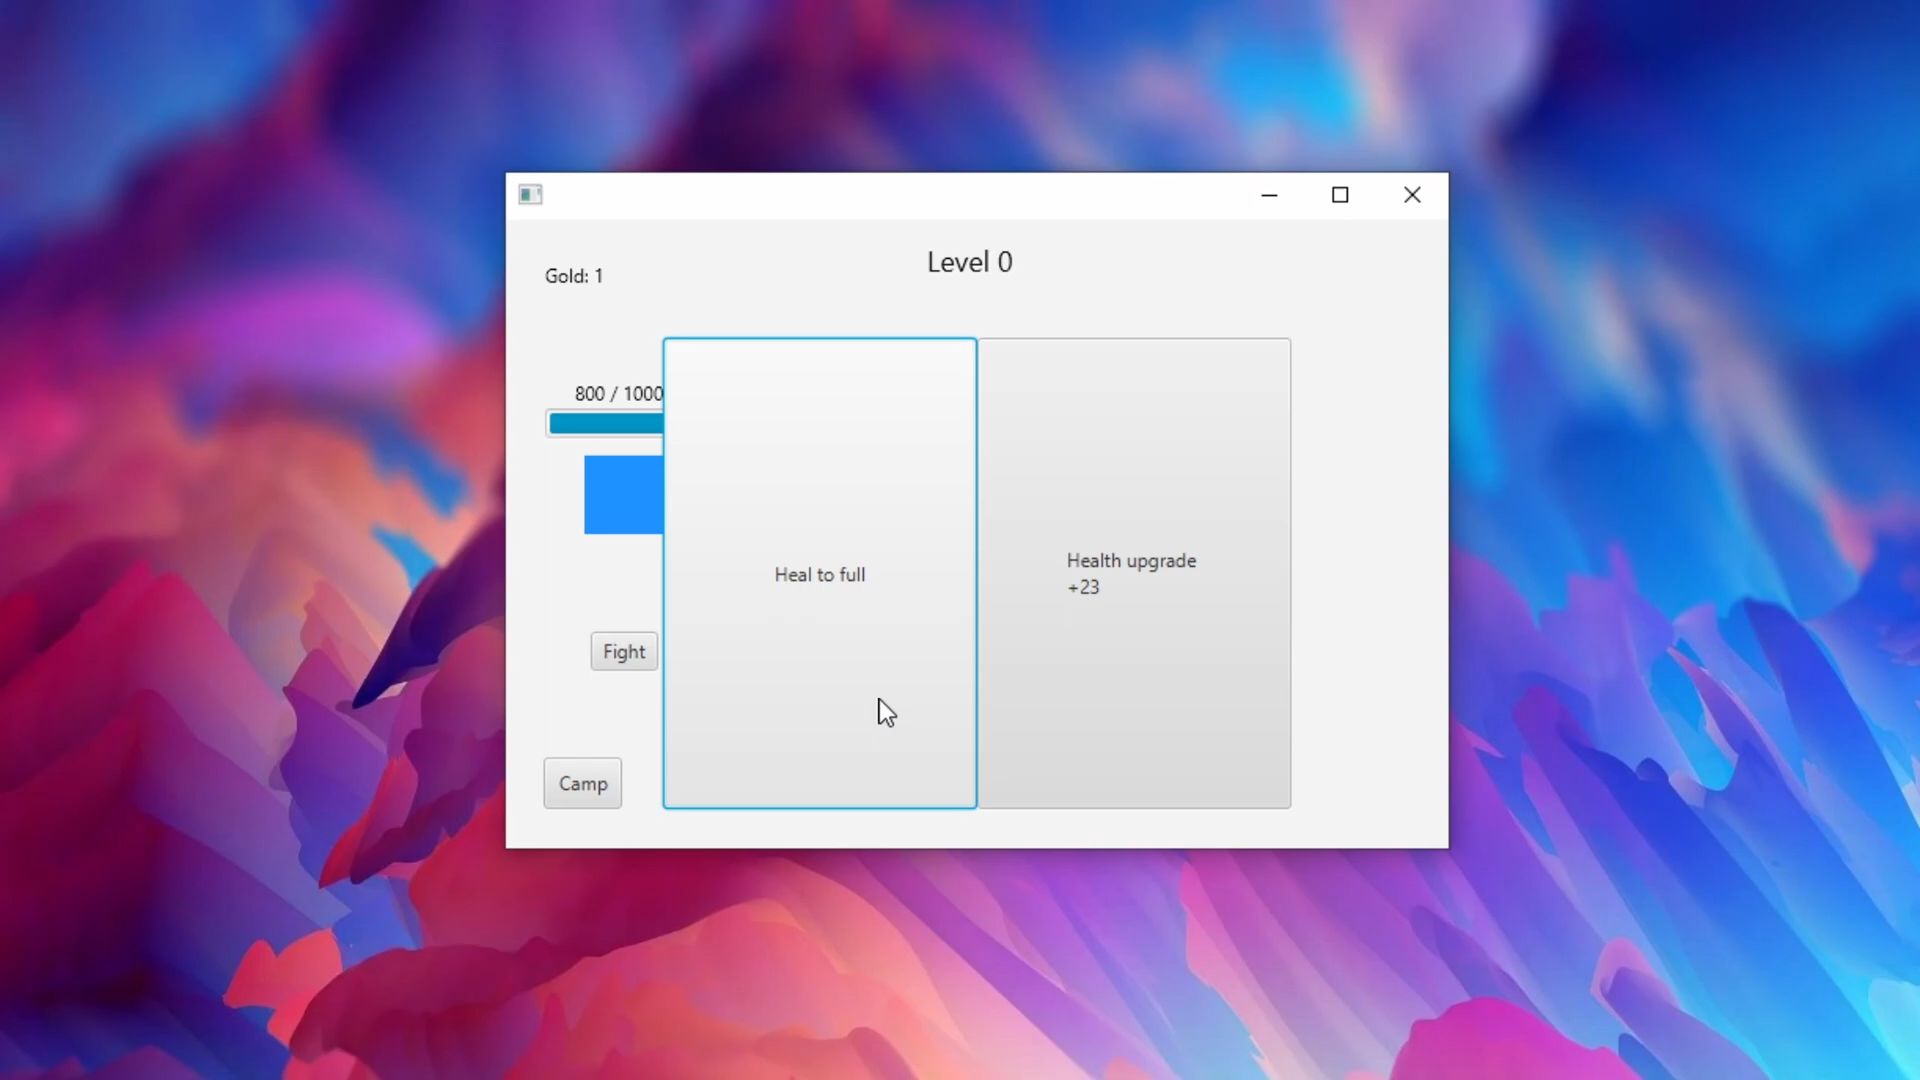 Level 0
Gold: 1
800 / 1000
Heal to full
Health upgrade
+23
Fight
Camp